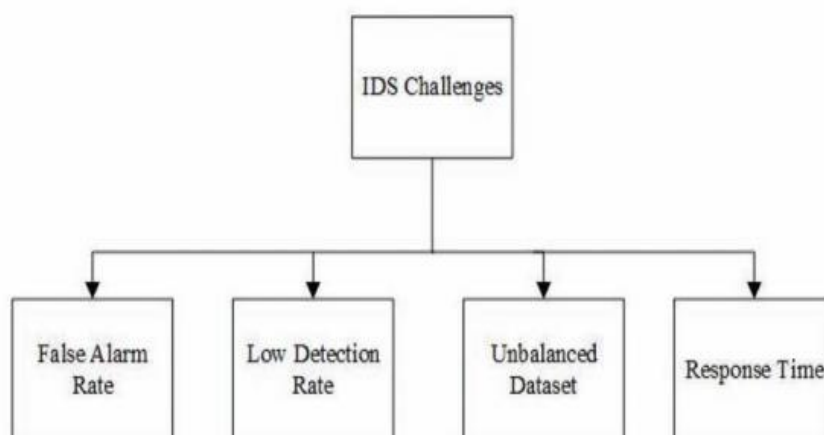 IDS Challenges
False Alarm
Rate
Low Detection
Rate
Unbalanced
Dataset
Response Time